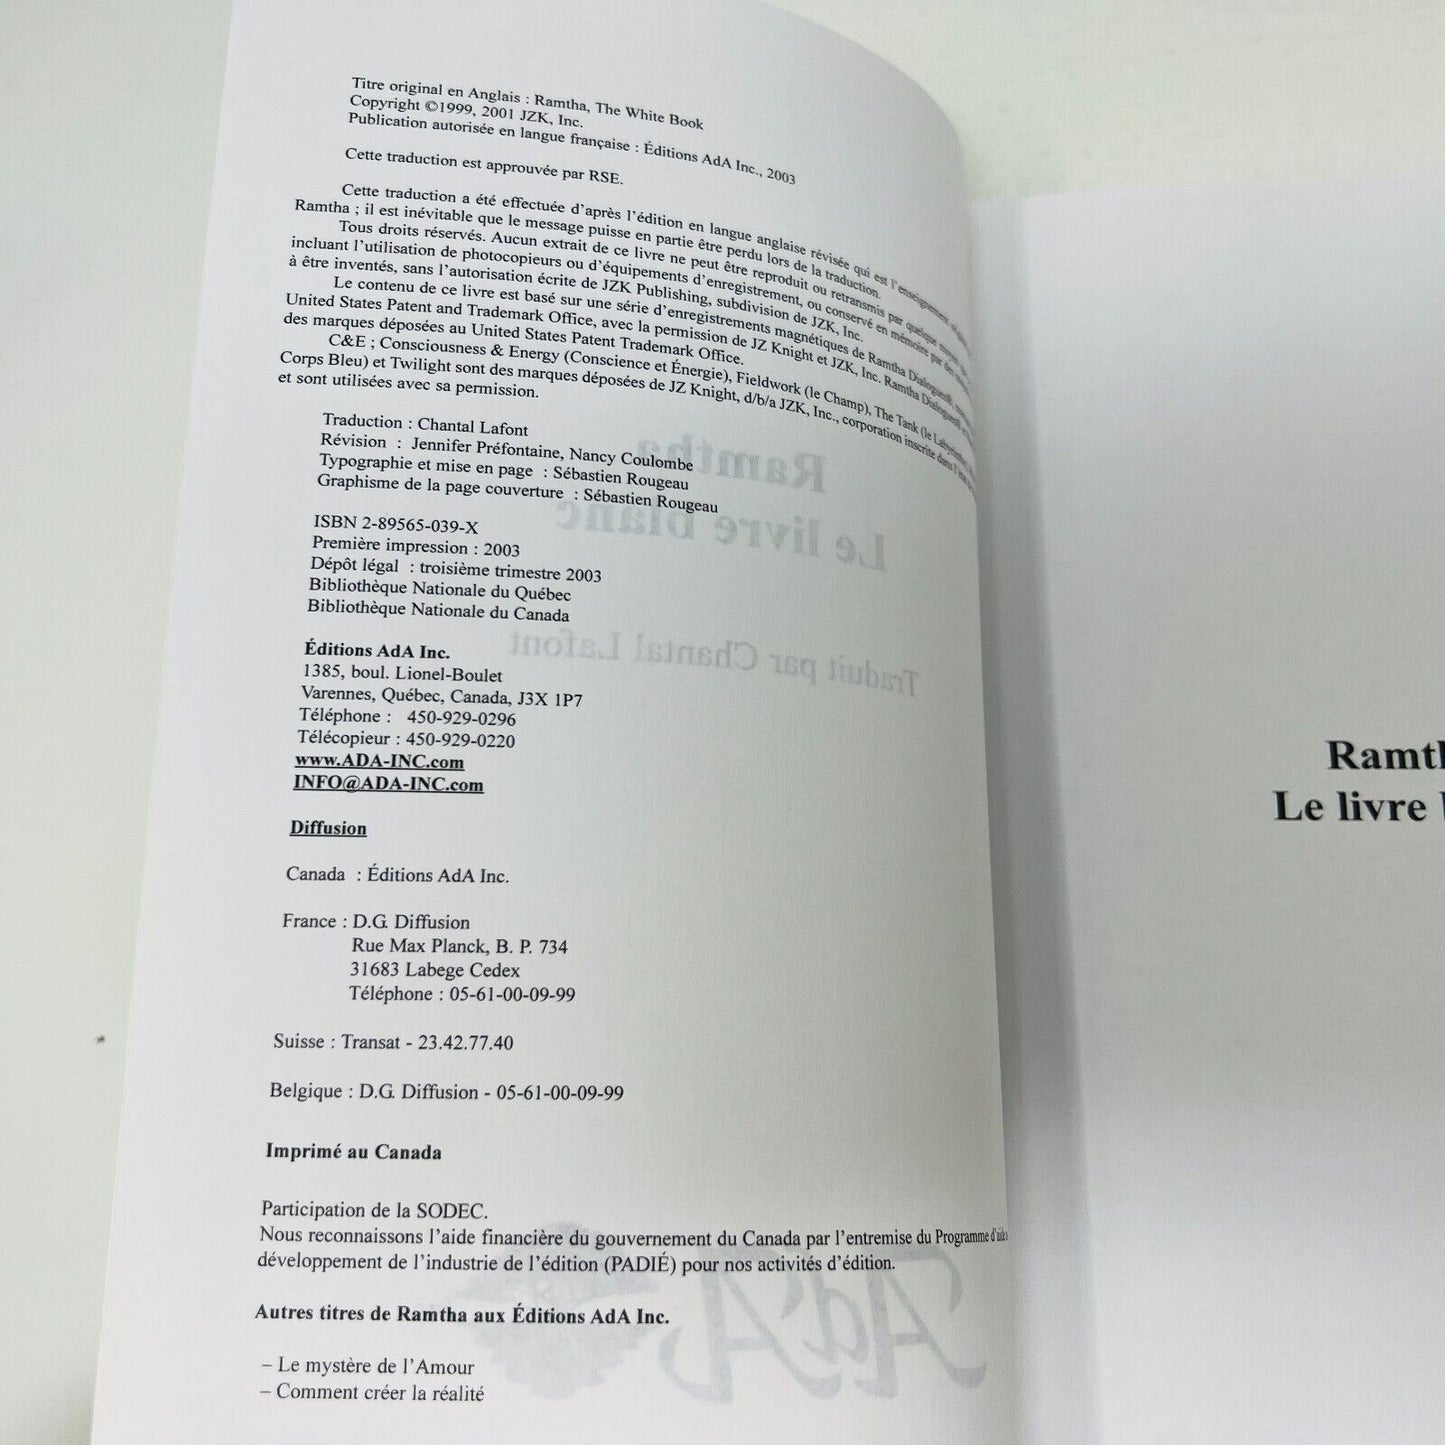 Titre original en Anglais : Ramtha, The White Book
Copyright ©1999, 2001 JZK, Inc.
Publication autorisée en langue française : Éditions AdA Inc., 2003
Cette traduction est approuvée par RSE.
Cette traduction a été effectuée d'après l'édition en langue anglaise révisée qui est l'enseignement
Ramtha ; il est inévitable que le message puisse en partie être perdu lors de la traduction.
Tous droits réservés. Aucun extrait de ce livre ne peut être reproduit ou retransmis par quelque moyen
incluant l'utilisation de photocopieurs ou d'équipements d'enregistrement, ou conservé en mémoire par des
à être inventés, sans l'autorisation écrite de JZK Publishing, subdivision de JZK, Inc.
Le contenu de ce livre est basé sur une série d'enregistrements magnétiques de Ramtha Dialogues®,
United States Patent and Trademark Office, avec la permission de JZ Knight et JZK, Inc. Ramtha Dialogues® et
des marques déposées au United States Patent Trademark Office.
C&E ; Consciousness & Energy (Conscience et Énergie), Fieldwork (le Champ), The Tank (le Labyrinthe)
Corps Bleu) et Twilight sont des marques déposées de JZ Knight, d/b/a JZK, Inc., corporation inscrite dans
et sont utilisées avec sa permission.
Traduction : Chantal Lafont
Révision : Jennifer Préfontaine, Nancy Coulombe
Typographie et mise en page : Sébastien Rougeau
Graphisme de la page couverture : Sébastien Rougeau
ISBN 2-89565-039-X
Première impression : 2003
Dépôt légal : troisième trimestre 2003
Bibliothèque Nationale du Québec
Bibliothèque Nationale du Canada
Éditions AdA Inc.
1385, boul. Lionel-Boulet
Varennes, Québec, Canada, J3X 1P7
Téléphone : 450-929-0296
Télécopieur : 450-929-0220
www.ADA-INC.com
INFO@ADA-INC.com
Diffusion
Canada : Éditions AdA Inc.
France : D.G. Diffusion
Rue Max Planck, B. P. 734
31683 Labege Cedex
Téléphone : 05-61-00-09-99
Suisse : Transat - 23.42.77.40
Belgique : D.G. Diffusion - 05-61-00-09-99
Imprimé au Canada
Participation de la SODEC.
Nous reconnaissons l'aide financière du gouvernement du Canada par l'entremise du Programme d'aide
développement de l'industrie de l'édition (PADIÉ) pour nos activités d'édition.
Autres titres de Ramtha aux Éditions AdA Inc.
– Le mystère de l'Amour
– Comment créer la réalité
Ramth
Le livre